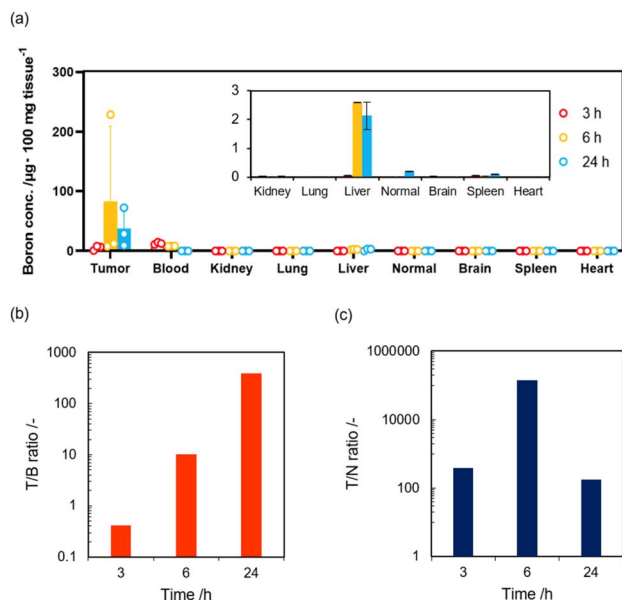 (a)
Boron conc. /µg· 100 mg tissue⁻¹
300
200
100
0
Tumor Blood Kidney Lung Liver Normal Brain Spleen Heart
3
2
1
0
Kidney Lung Liver Normal Brain Spleen Heart
3 h
6 h
24 h
(b)
T/B ratio /-
1000
100
10
1
0.1
3 6 24
Time /h
(c)
T/N ratio /-
1000000
10000
100
1
3 6 24
Time /h